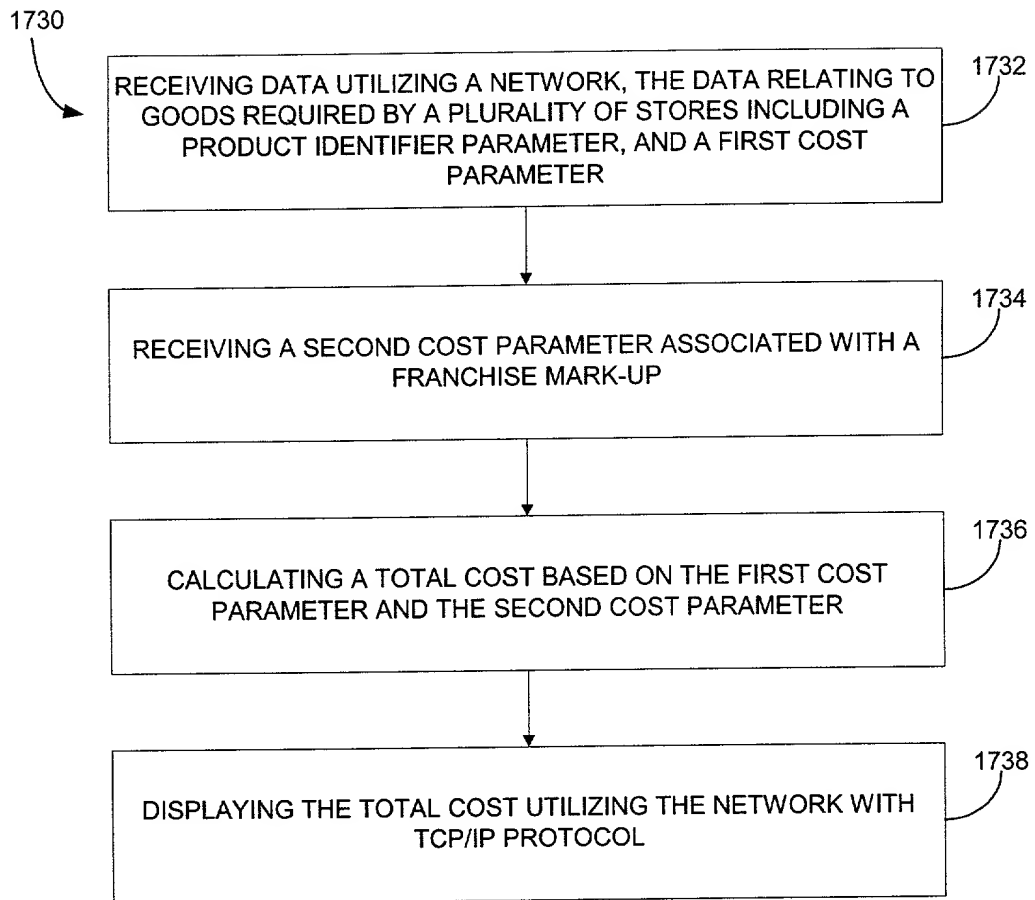 1730
RECEIVING DATA UTILIZING A NETWORK, THE DATA RELATING TO
GOODS REQUIRED BY A PLURALITY OF STORES INCLUDING A
PRODUCT IDENTIFIER PARAMETER, AND A FIRST COST
PARAMETER
1732
RECEIVING A SECOND COST PARAMETER ASSOCIATED WITH A
FRANCHISE MARK-UP
1734
CALCULATING A TOTAL COST BASED ON THE FIRST COST
PARAMETER AND THE SECOND COST PARAMETER
1736
DISPLAYING THE TOTAL COST UTILIZING THE NETWORK WITH
TCP/IP PROTOCOL
1738